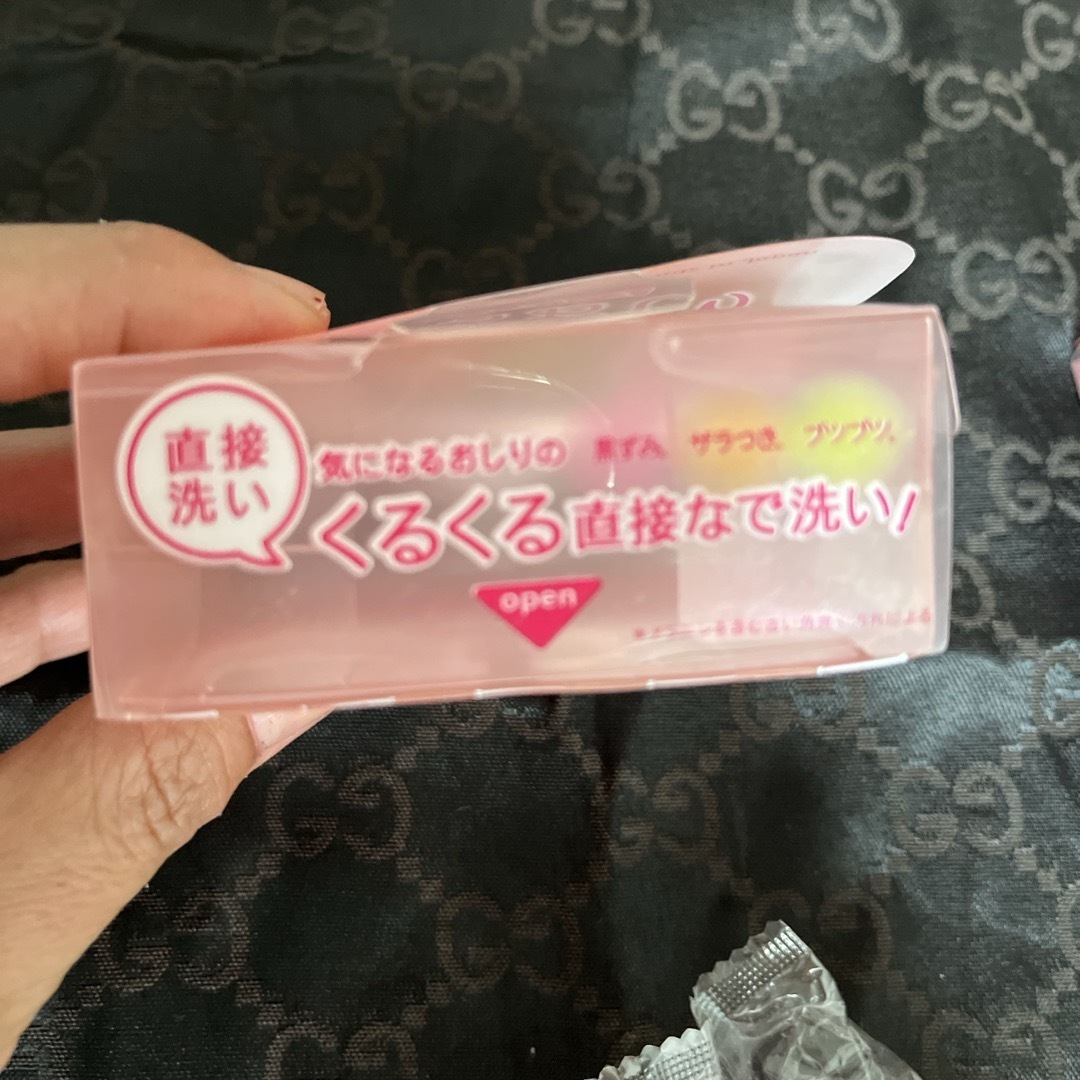 直接
洗い
気になるおしりの 黒ずみ、 ザラつき、 ブツブツ、
くるくる直接なで洗い!
open